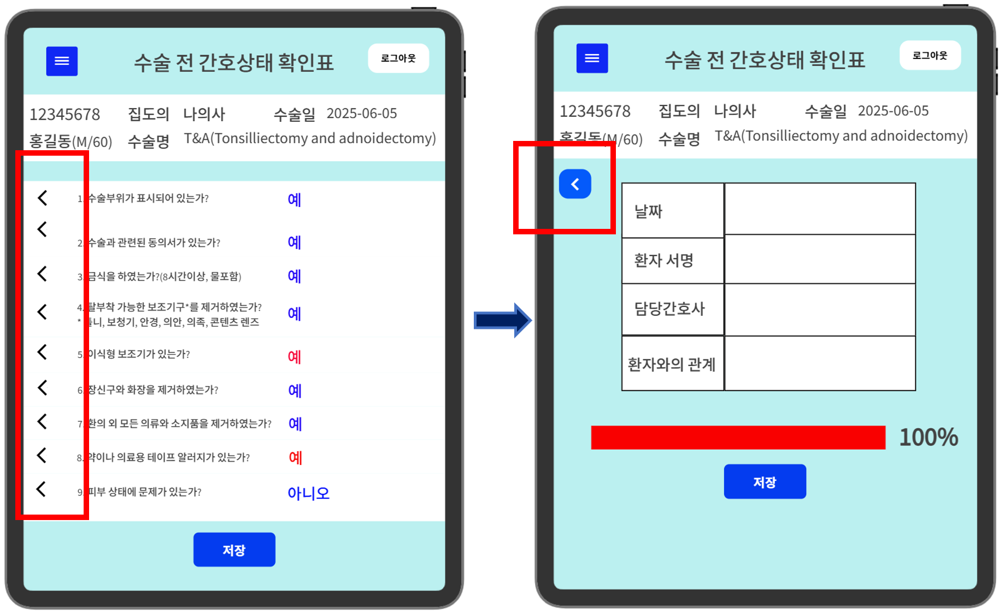 수술 전 간호상태 확인표
로그아웃
12345678 집도의 나의사 수술일 2025-06-05
홍길동(M/60) 수술명 T&A(Tonsilliectomy and adnoidectomy)
1. 수술부위가 표시되어 있는가? 예
2. 수술과 관련된 동의서가 있는가? 예
3. 금식을 하였는가?(8시간이상, 물포함) 예
4. 탈부착 가능한 보조기구*를 제거하였는가? 예
* 틀니, 보청기, 안경, 의안, 의족, 콘텐츠 렌즈
5. 이식형 보조기가 있는가? 예
6. 장신구와 화장을 제거하였는가? 예
7. 환의 외 모든 의류와 소지품을 제거하였는가? 예
8. 약이나 의료용 테이프 알러지가 있는가? 예
9. 피부 상태에 문제가 있는가? 아니오
저장
수술 전 간호상태 확인표
로그아웃
12345678 집도의 나의사 수술일 2025-06-05
홍길동(M/60) 수술명 T&A(Tonsilliectomy and adnoidectomy)
날짜
환자 서명
담당간호사
환자와의 관계
100%
저장